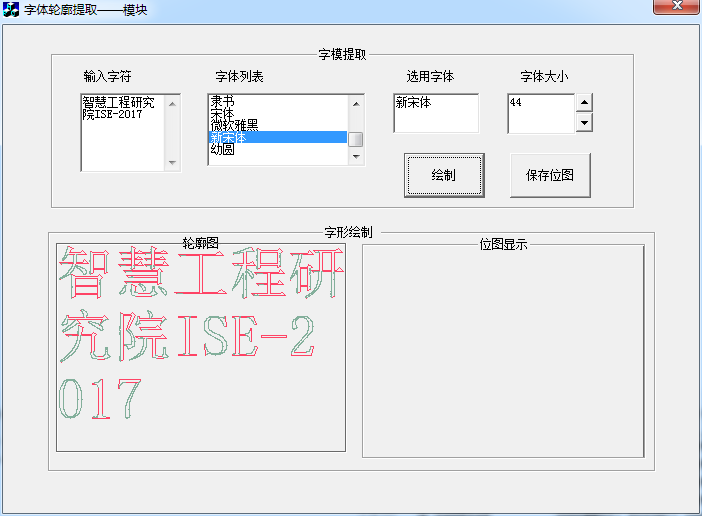 字体轮廓提取——模块
字模提取
输入字符
字体列表
选用字体
字体大小
智慧工程研究
院ISE-2017
隶书
宋体
微软雅黑
新宋体
幼圆
新宋体
44
绘制
保存位图
字形绘制
轮廓图
位图显示
智慧工程研
究院ISE-2
017